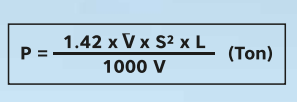 P = 1.42 x V̅ x S² x L (Ton)
1000 V